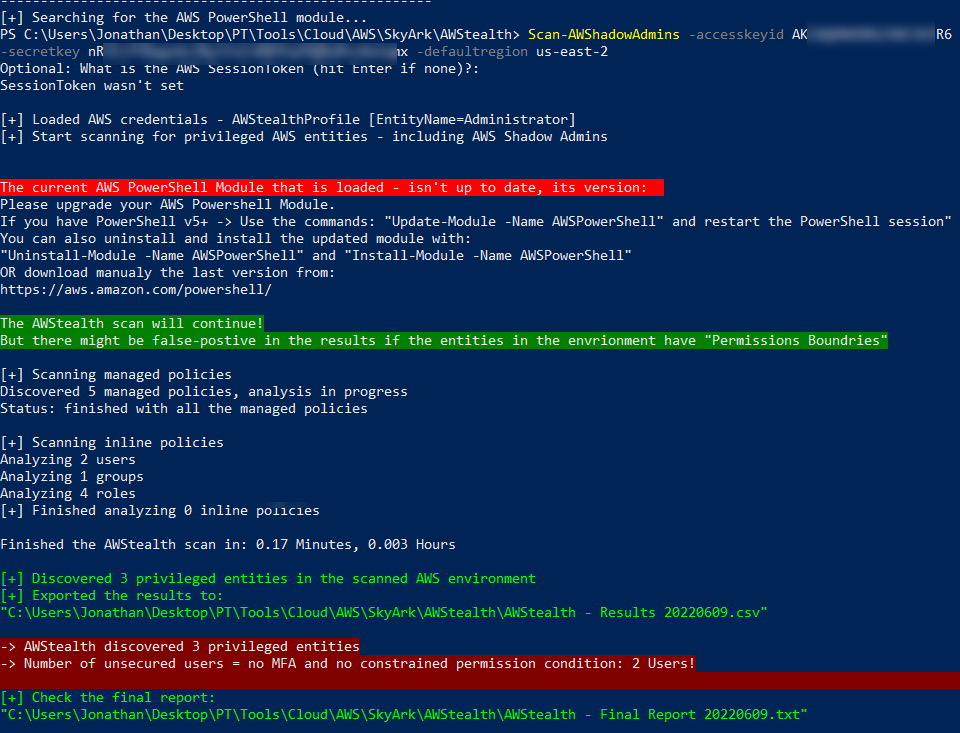 [+] Searching for the AWS PowerShell module...
PS C:\Users\Jonathan\Desktop\PT\Tools\Cloud\AWS\SkyArk\AWStealth> Scan-AWShadowAdmins -accesskeyid AK R6
-secretkey nR nx -defaultregion us-east-2
Optional: What is the AWS SessionToken (hit Enter if none)?:
SessionToken wasn't set
[+] Loaded AWS credentials - AWStealthProfile [EntityName=Administrator]
[+] Start scanning for privileged AWS entities - including AWS Shadow Admins
The current AWS PowerShell Module that is loaded - isn't up to date, its version:
Please upgrade your AWS Powershell Module.
If you have PowerShell v5+ -> Use the commands: "Update-Module -Name AWSPowerShell" and restart the PowerShell session"
You can also uninstall and install the updated module with:
"Uninstall-Module -Name AWSPowerShell" and "Install-Module -Name AWSPowerShell"
OR download manualy the last version from:
https://aws.amazon.com/powershell/
The AWStealth scan will continue!
But there might be false-postive in the results if the entities in the envrionment have "Permissions Boundries"
[+] Scanning managed policies
Discovered 5 managed policies, analysis in progress
Status: finished with all the managed policies
[+] Scanning inline policies
Analyzing 2 users
Analyzing 1 groups
Analyzing 4 roles
[+] Finished analyzing 0 inline policies
Finished the AWStealth scan in: 0.17 Minutes, 0.003 Hours
[+] Discovered 3 privileged entities in the scanned AWS environment
[+] Exported the results to:
"C:\Users\Jonathan\Desktop\PT\Tools\Cloud\AWS\SkyArk\AWStealth\AWStealth - Results 20220609.csv"
-> AWStealth discovered 3 privileged entities
-> Number of unsecured users = no MFA and no constrained permission condition: 2 Users!
[+] Check the final report:
"C:\Users\Jonathan\Desktop\PT\Tools\Cloud\AWS\SkyArk\AWStealth\AWStealth - Final Report 20220609.txt"